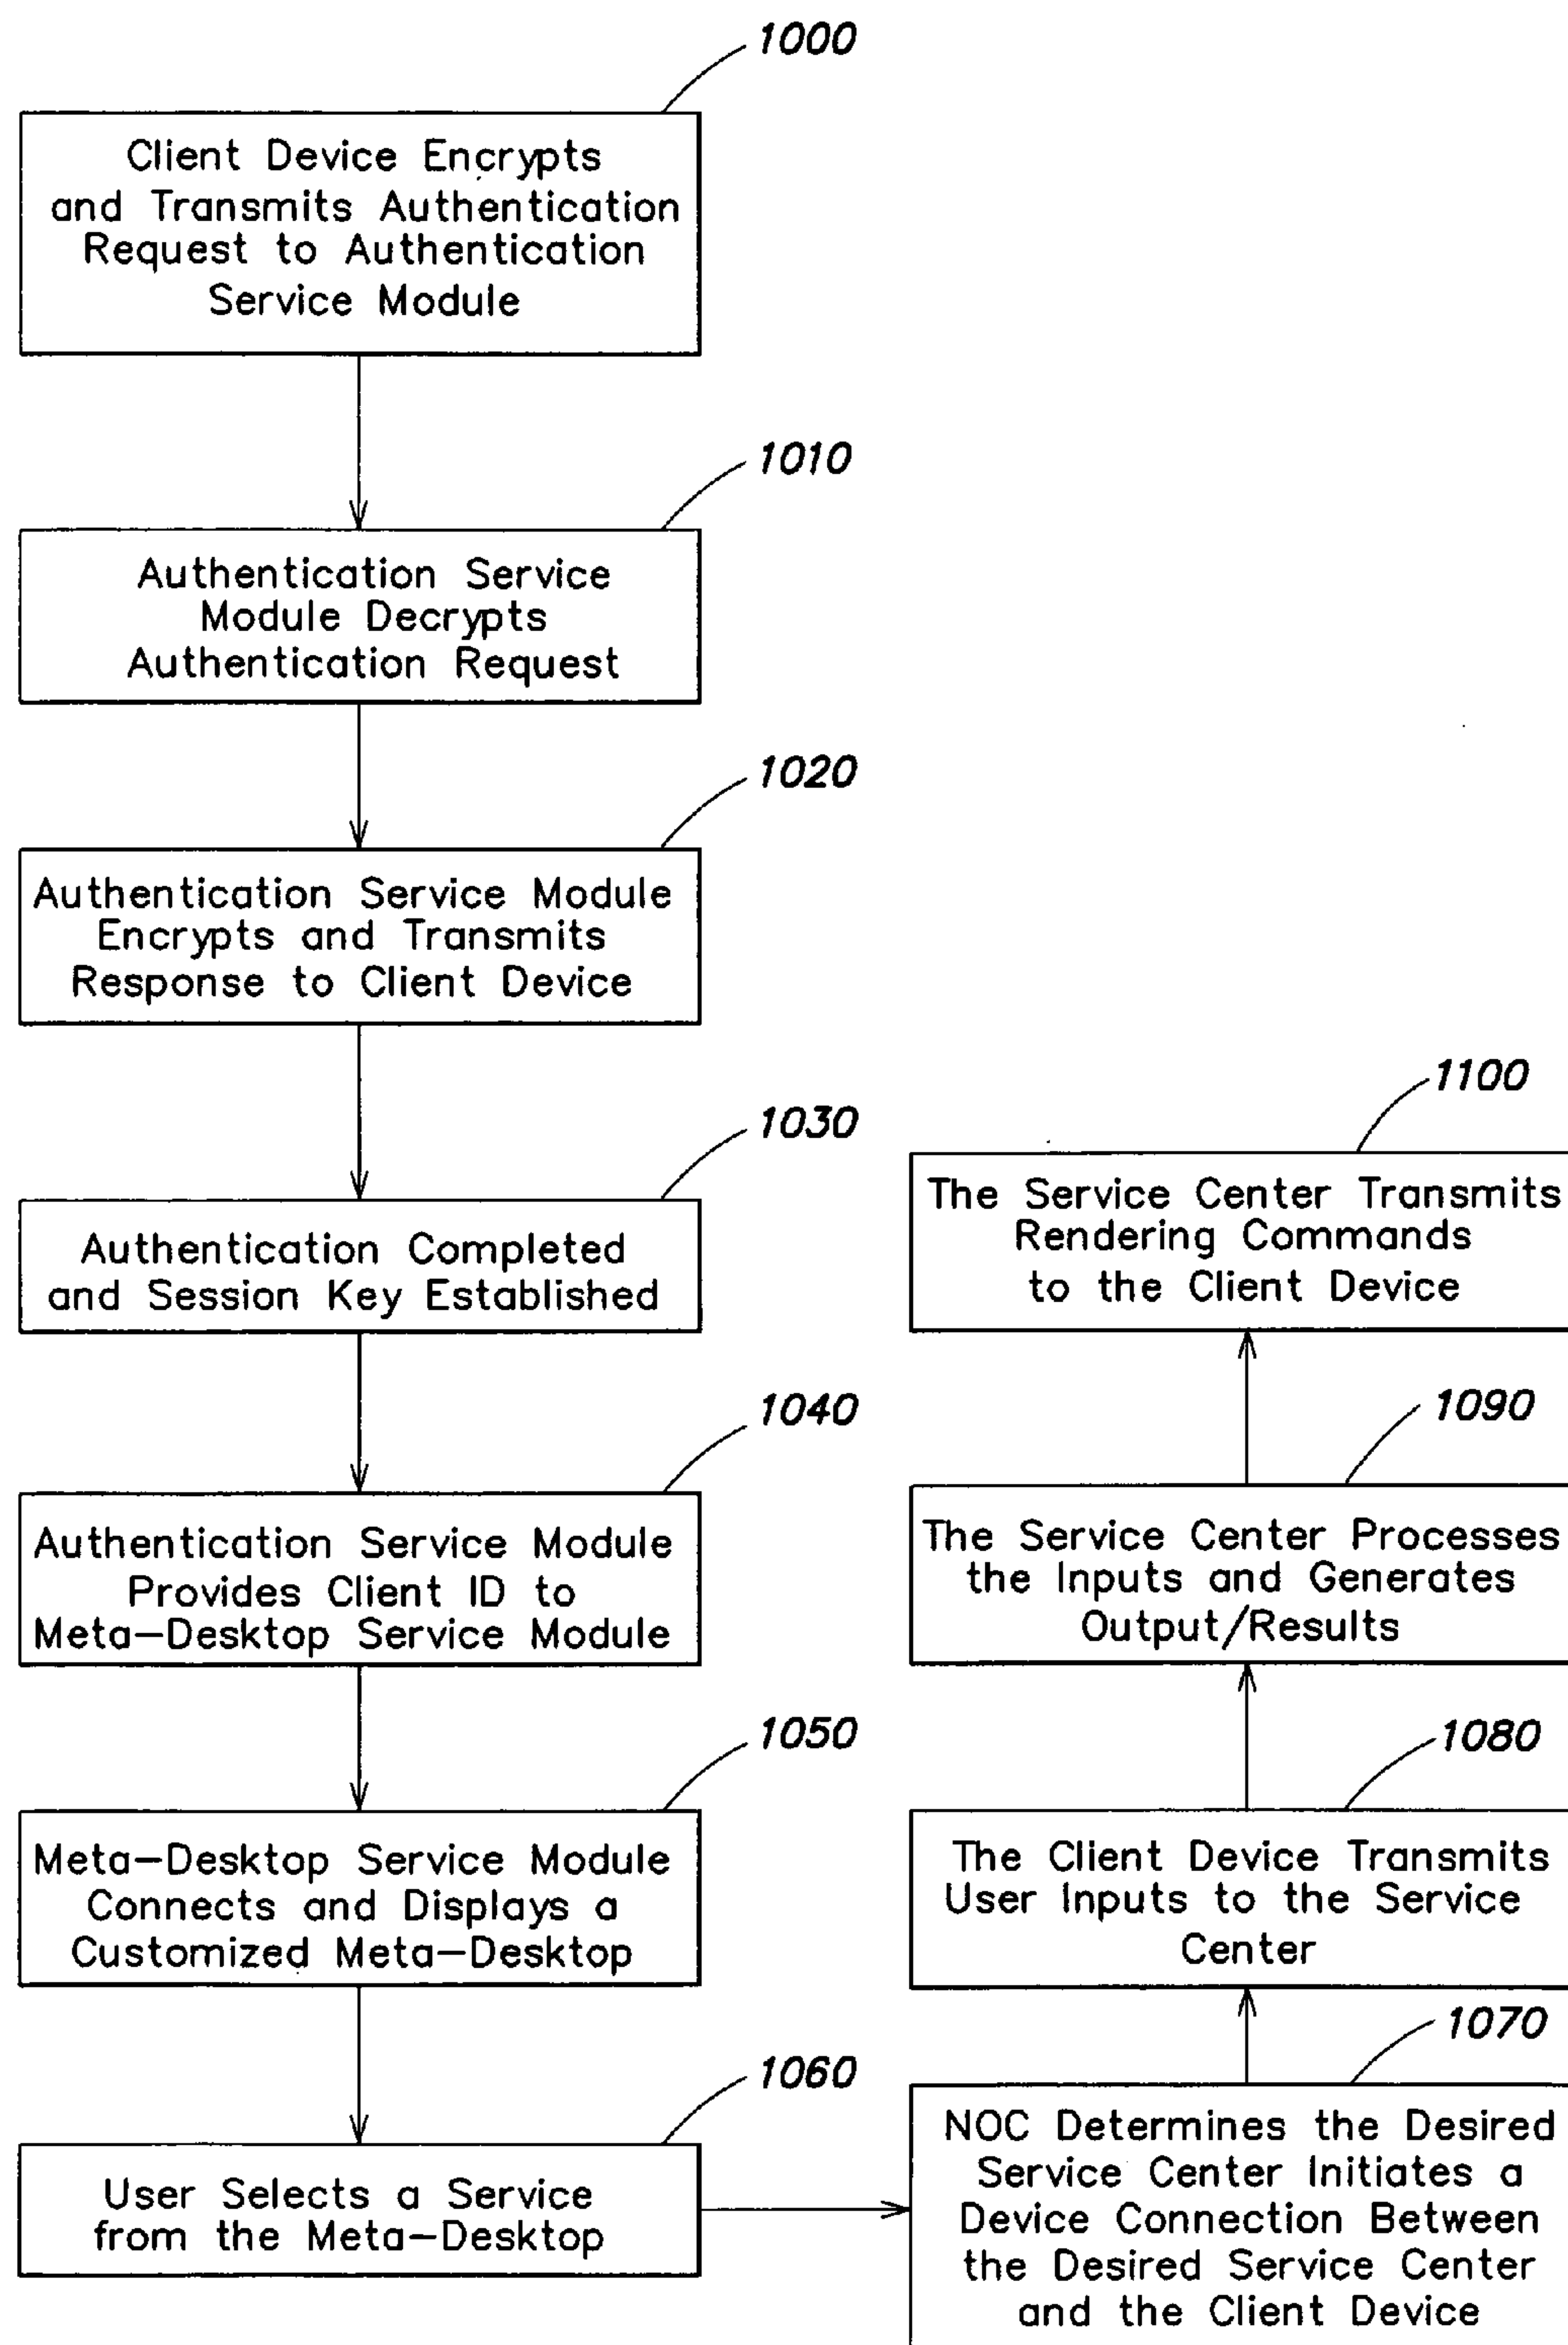 1000
Client Device Encrypts
and Transmits Authentication
Request to Authentication
Service Module
1010
Authentication Service
Module Decrypts
Authentication Request
1020
Authentication Service Module
Encrypts and Transmits
Response to Client Device
1030
Authentication Completed
and Session Key Established
1040
Authentication Service Module
Provides Client ID to
Meta-Desktop Service Module
1050
Meta-Desktop Service Module
Connects and Displays a
Customized Meta-Desktop
1060
User Selects a Service
from the Meta-Desktop
1070
NOC Determines the Desired
Service Center Initiates a
Device Connection Between
the Desired Service Center
and the Client Device
1080
The Client Device Transmits
User Inputs to the Service
Center
1090
The Service Center Processes
the Inputs and Generates
Output/Results
1100
The Service Center Transmits
Rendering Commands
to the Client Device